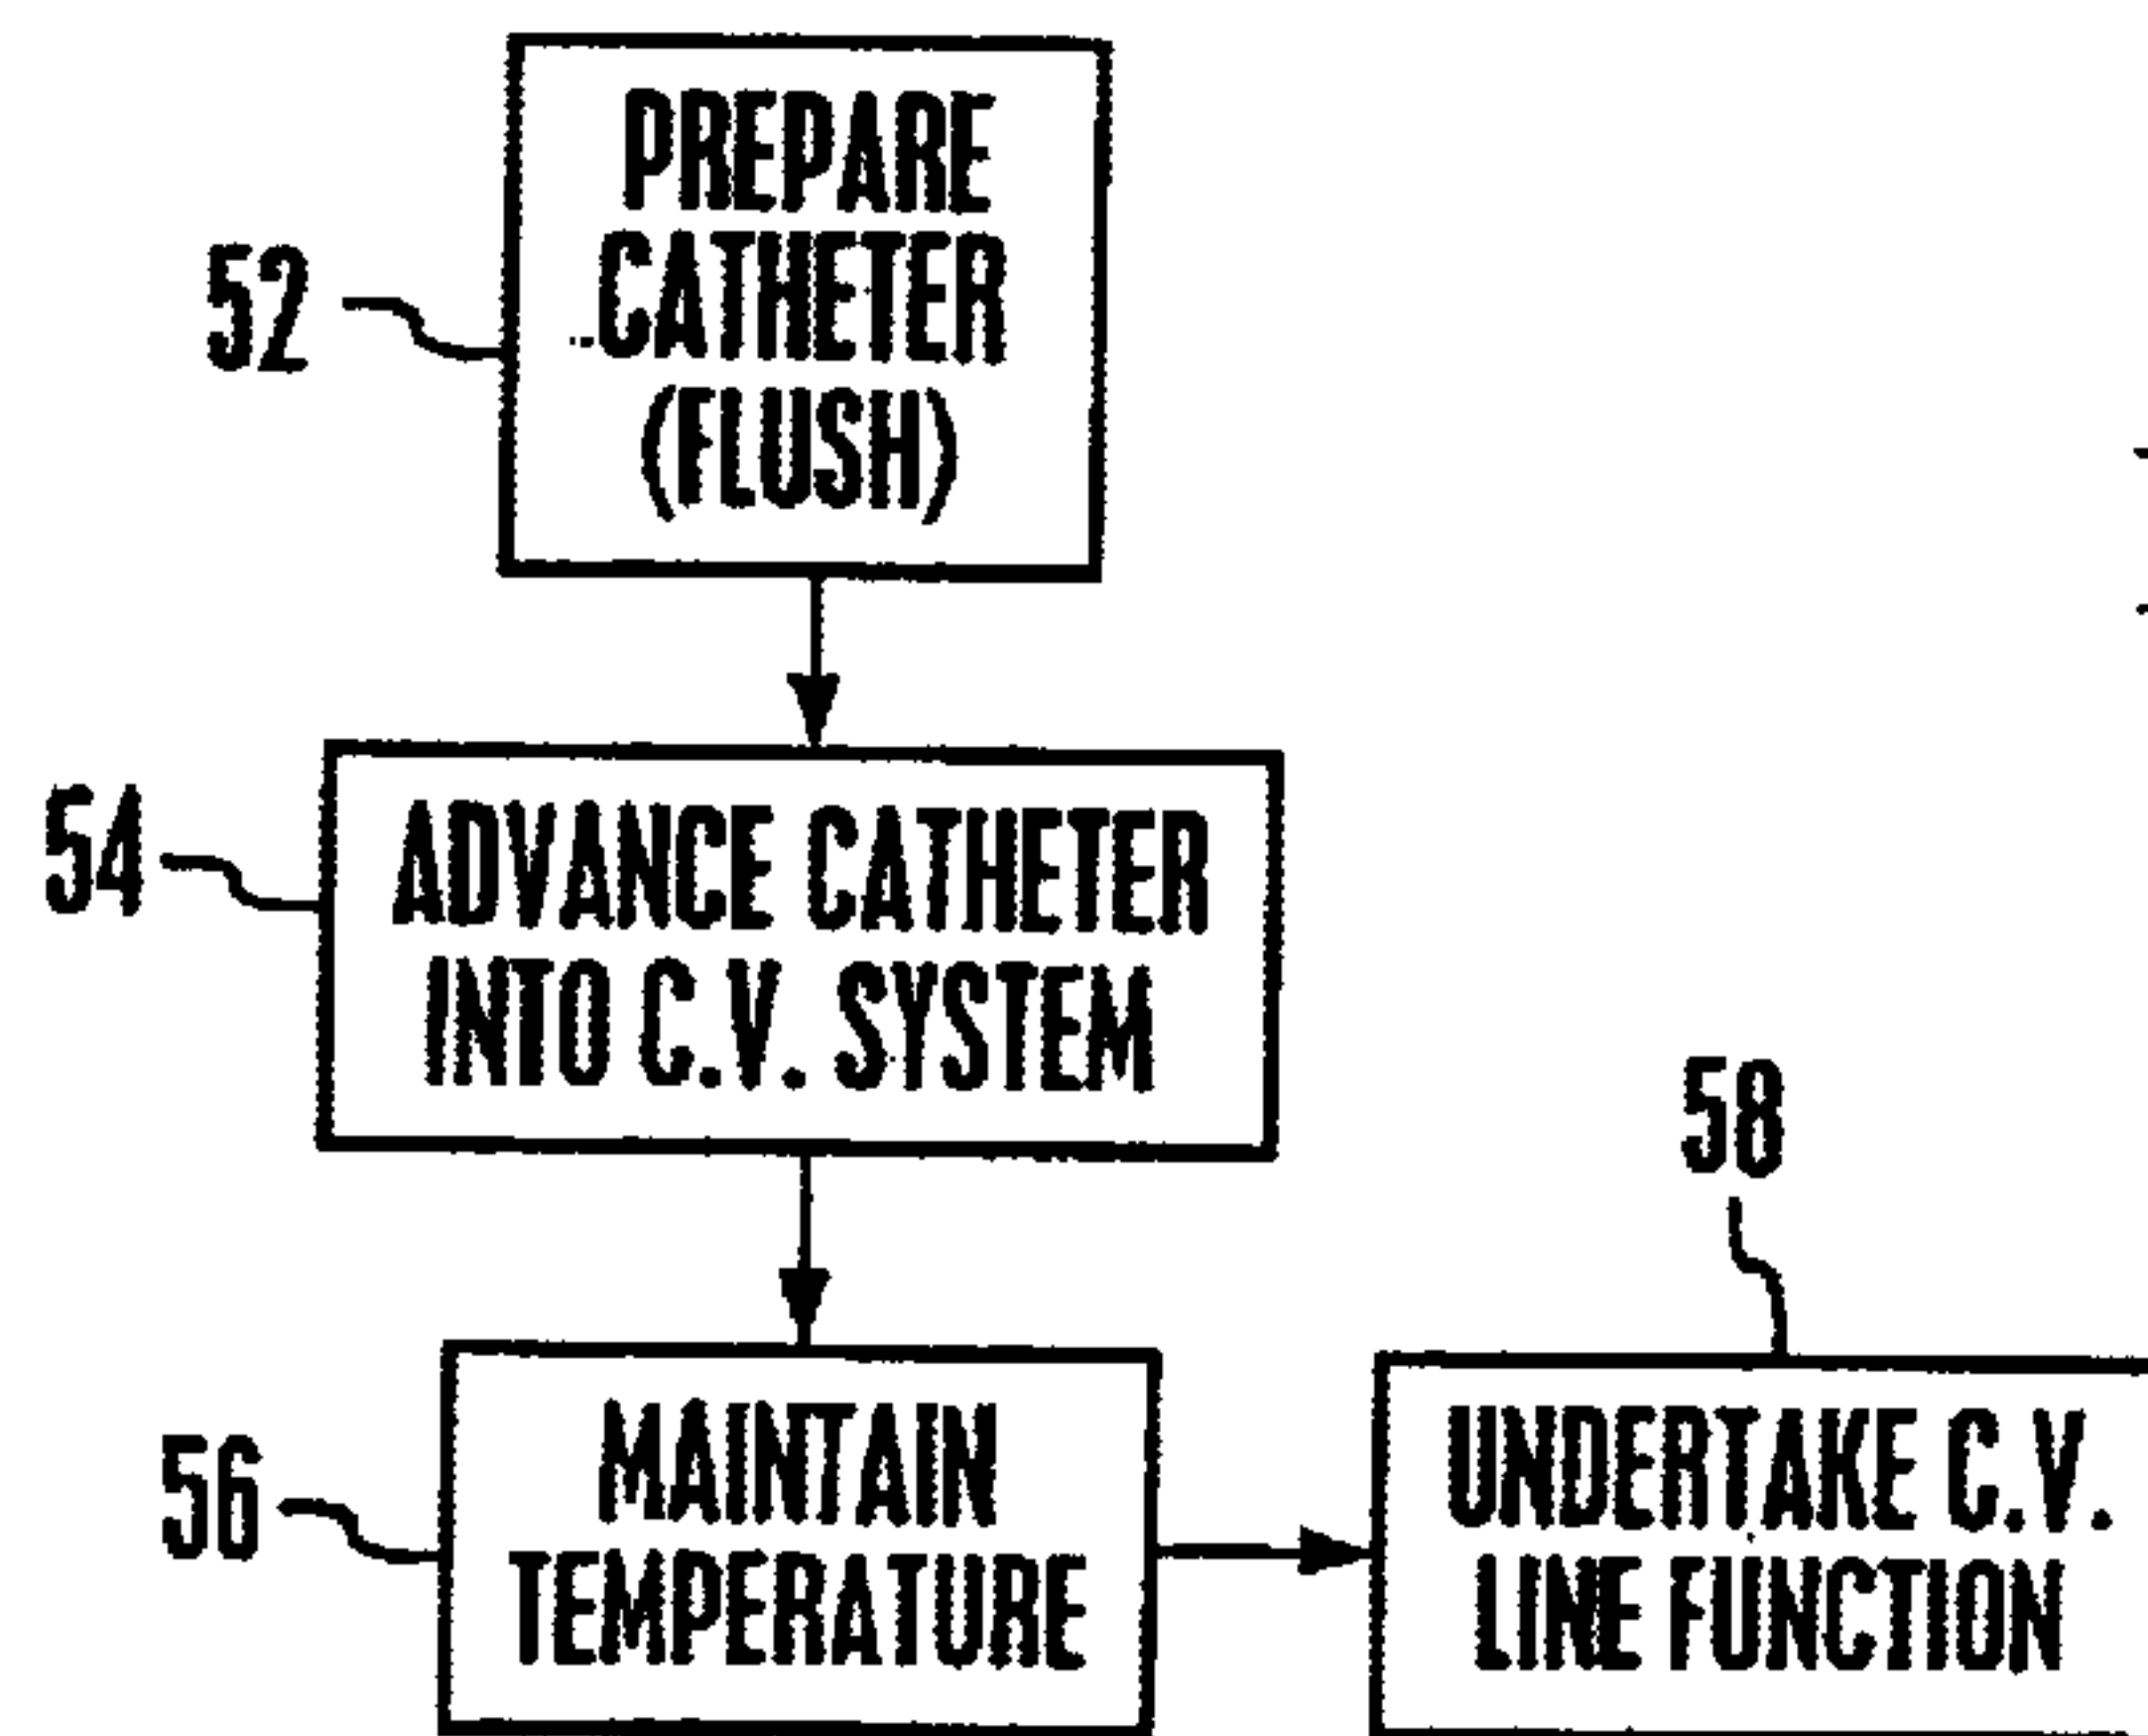 PREPARE
CATHETER
(FLUSH)
52
ADVANCE CATHETER
INTO C.V. SYSTEM
54
58
MAINTAIN
TEMPERATURE
56
UNDERTAKE C.V.
LINE FUNCTION